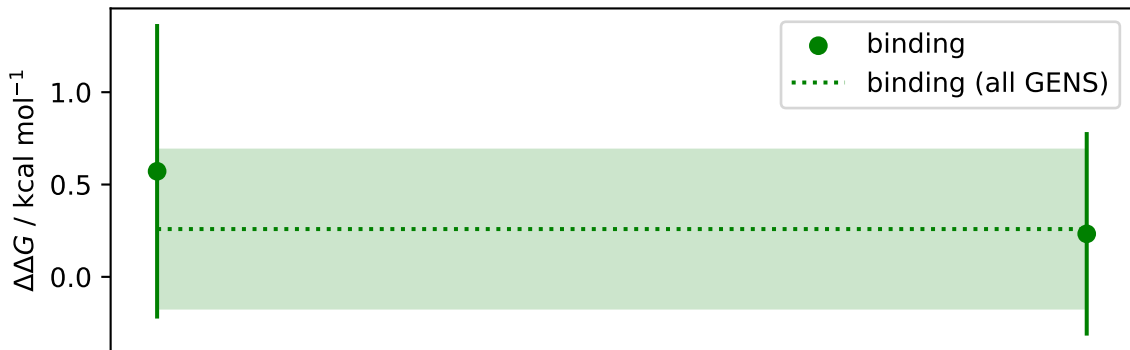 binding
binding (all GENS)
1.0
0.5
0.0
ΔΔG / kcal mol⁻¹